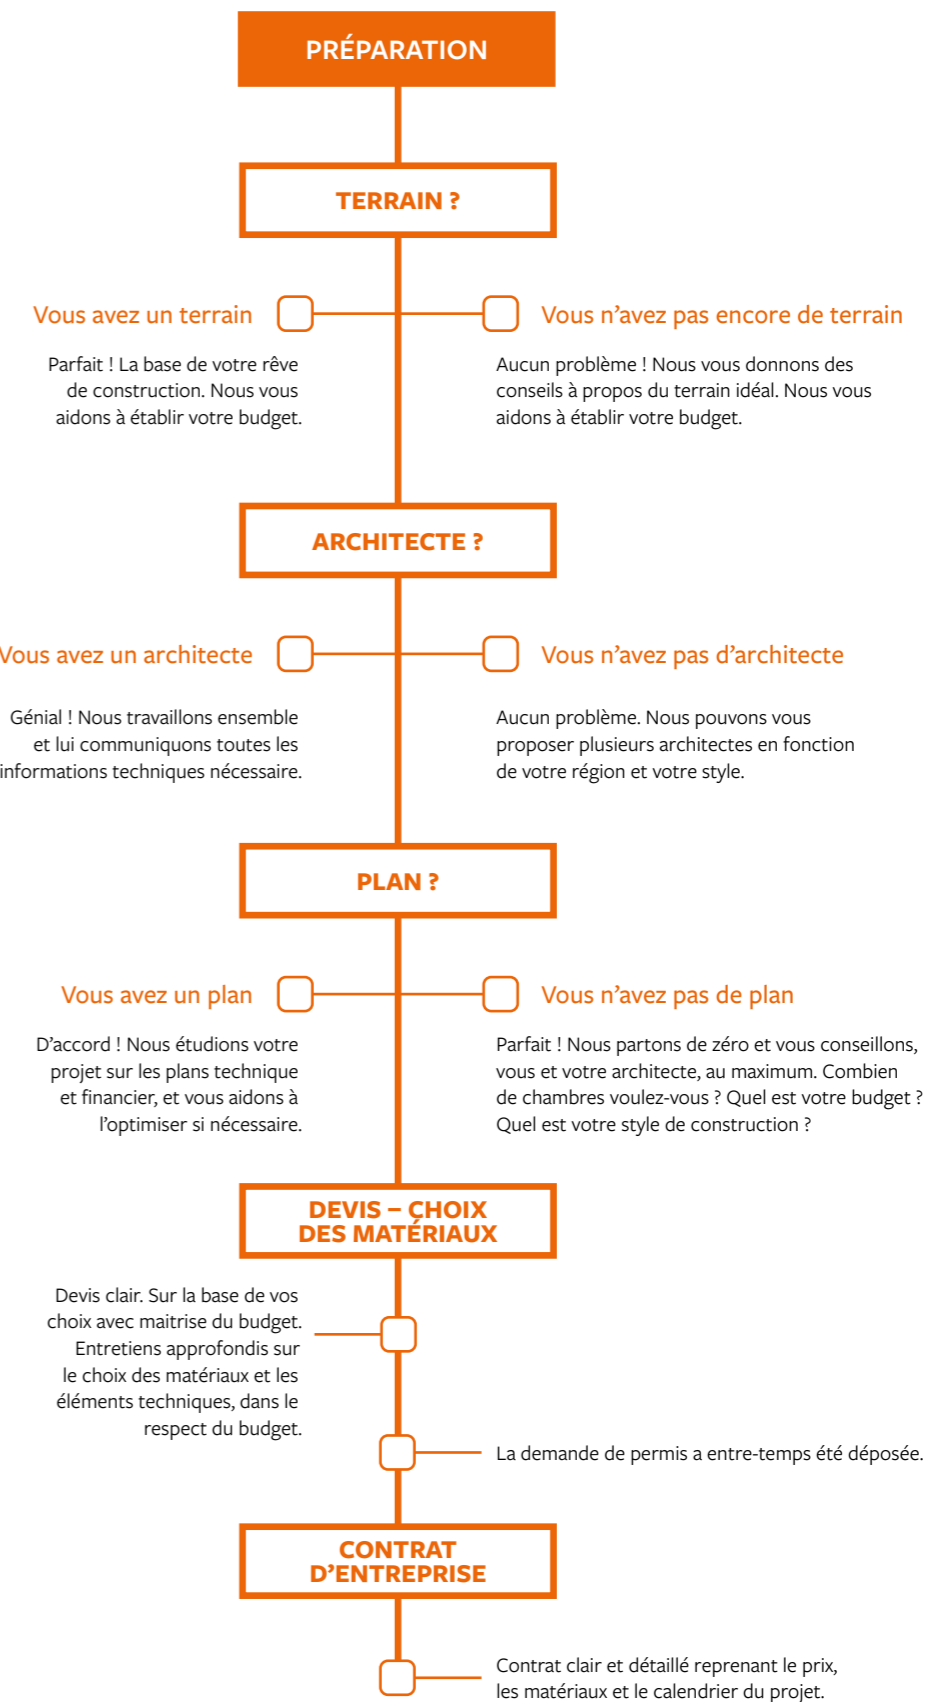 PRÉPARATION
TERRAIN ?
Vous avez un terrain
Parfait ! La base de votre rêve
de construction. Nous vous
aidons à établir votre budget.
Vous n’avez pas encore de terrain
Aucun problème ! Nous vous donnons des
conseils à propos du terrain idéal. Nous vous
aidons à établir votre budget.
ARCHITECTE ?
Vous avez un architecte
Génial ! Nous travaillons ensemble
et lui communiquons toutes les
informations techniques nécessaire.
Vous n’avez pas d’architecte
Aucun problème. Nous pouvons vous
proposer plusieurs architectes en fonction
de votre région et votre style.
PLAN ?
Vous avez un plan
D’accord ! Nous étudions votre
projet sur les plans technique
et financier, et vous aidons à
l’optimiser si nécessaire.
Vous n’avez pas de plan
Parfait ! Nous partons de zéro et vous conseillons,
vous et votre architecte, au maximum. Combien
de chambres voulez-vous ? Quel est votre budget ?
Quel est votre style de construction ?
DEVIS – CHOIX
DES MATÉRIAUX
Devis clair. Sur la base de vos
choix avec maitrise du budget.
Entretiens approfondis sur
le choix des matériaux et les
éléments techniques, dans le
respect du budget.
La demande de permis a entre-temps été déposée.
CONTRAT
D’ENTREPRISE
Contrat clair et détaillé reprenant le prix,
les matériaux et le calendrier du projet.